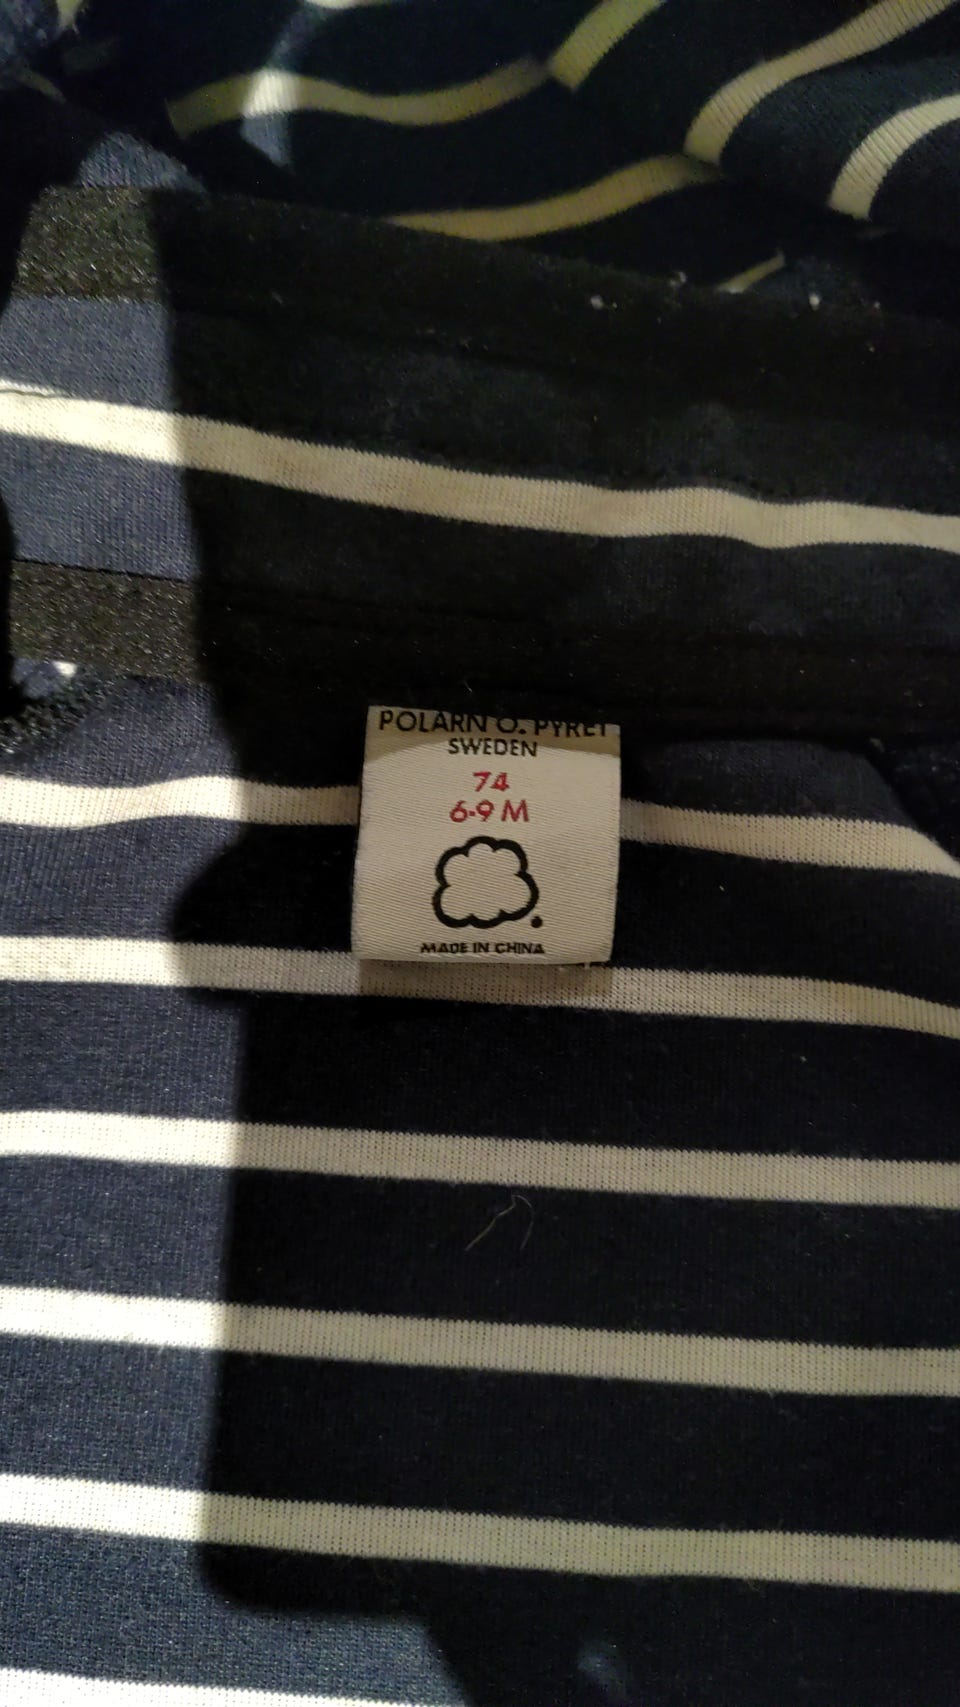 POLARN O. PYRET
SWEDEN
74
6-9 M
MADE IN CHINA